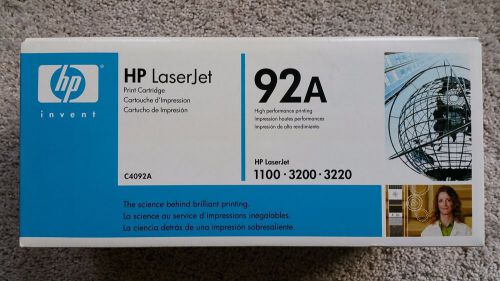 hp
invent
HP LaserJet
Print Cartridge
Cartouche d'Impression
Cartucho de Impresión
C4092A
92A
High performance printing
Impression hautes performances
Impresión de alto rendimiento
HP LaserJet
1100 · 3200 · 3220
The science behind brilliant printing.
La science au service d'impressions inégalables.
La ciencia detrás de una impresión sobresaliente.